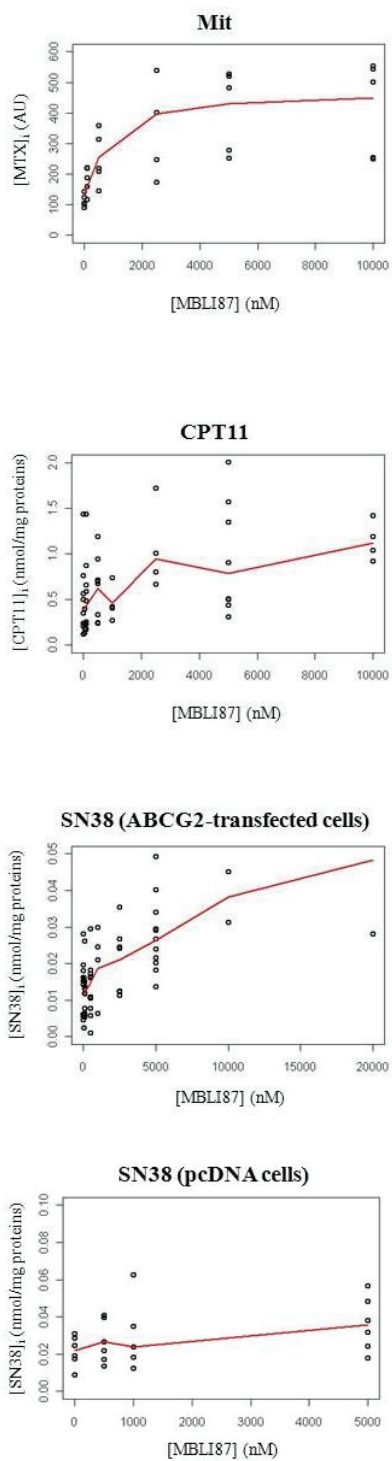 Mit
[MTX]i (AU)
600
500
400
300
200
100
0
0 2000 4000 6000 8000 10000
[MBLI87] (nM)
CPT11
[CPT11]i (nmol/mg proteins)
2.0
1.5
1.0
0.5
0.0
0 2000 4000 6000 8000 10000
[MBLI87] (nM)
SN38 (ABCG2-transfected cells)
[SN38]i (nmol/mg proteins)
0.05
0.04
0.03
0.02
0.01
0.00
0 5000 10000 15000 20000
[MBLI87] (nM)
SN38 (pcDNA cells)
[SN38]i (nmol/mg proteins)
0.10
0.08
0.06
0.04
0.02
0.00
0 1000 2000 3000 4000 5000
[MBLI87] (nM)